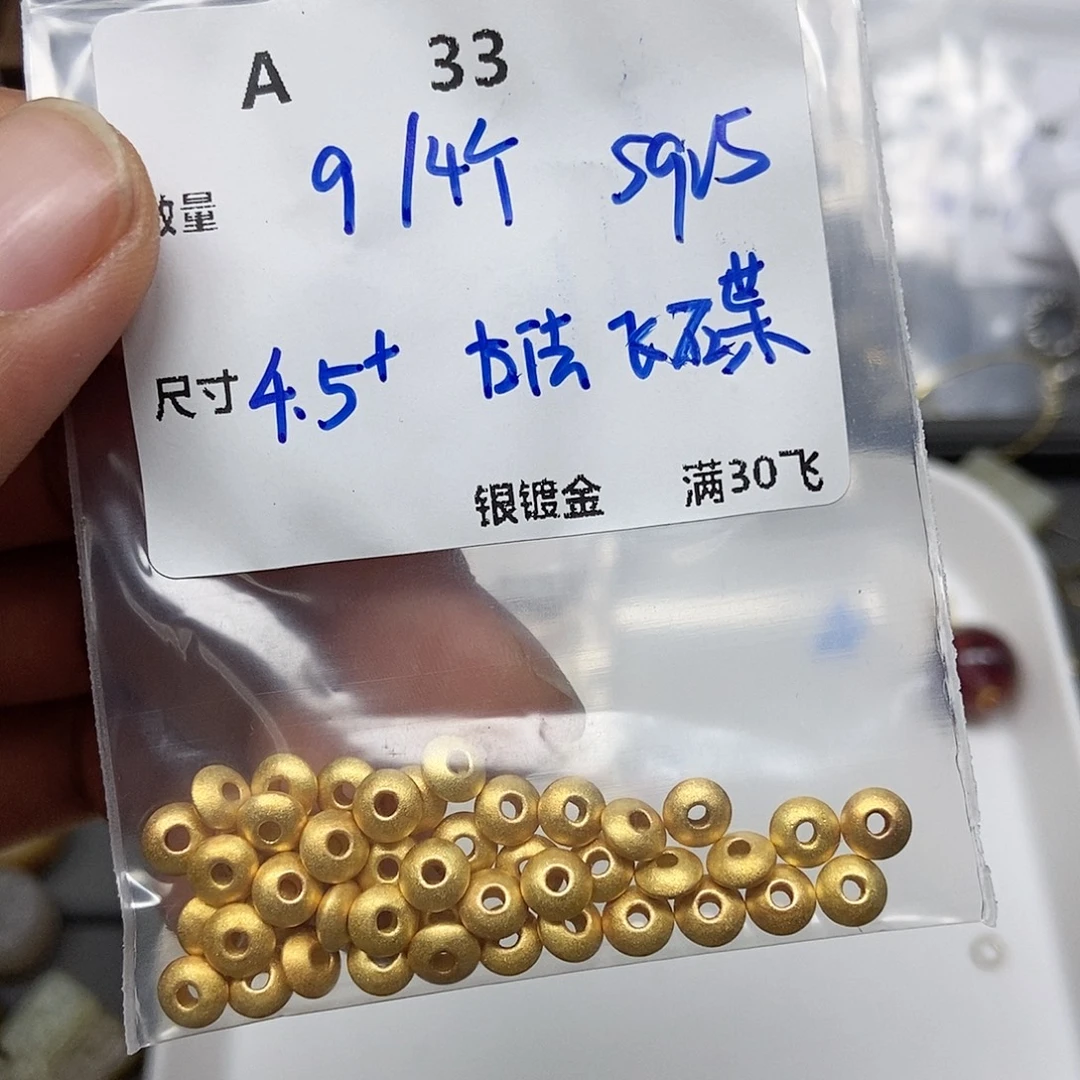 A 33
数量 9/4个 sgv5
尺寸 4.5+ 方法 飞碟
银镀金 满30飞